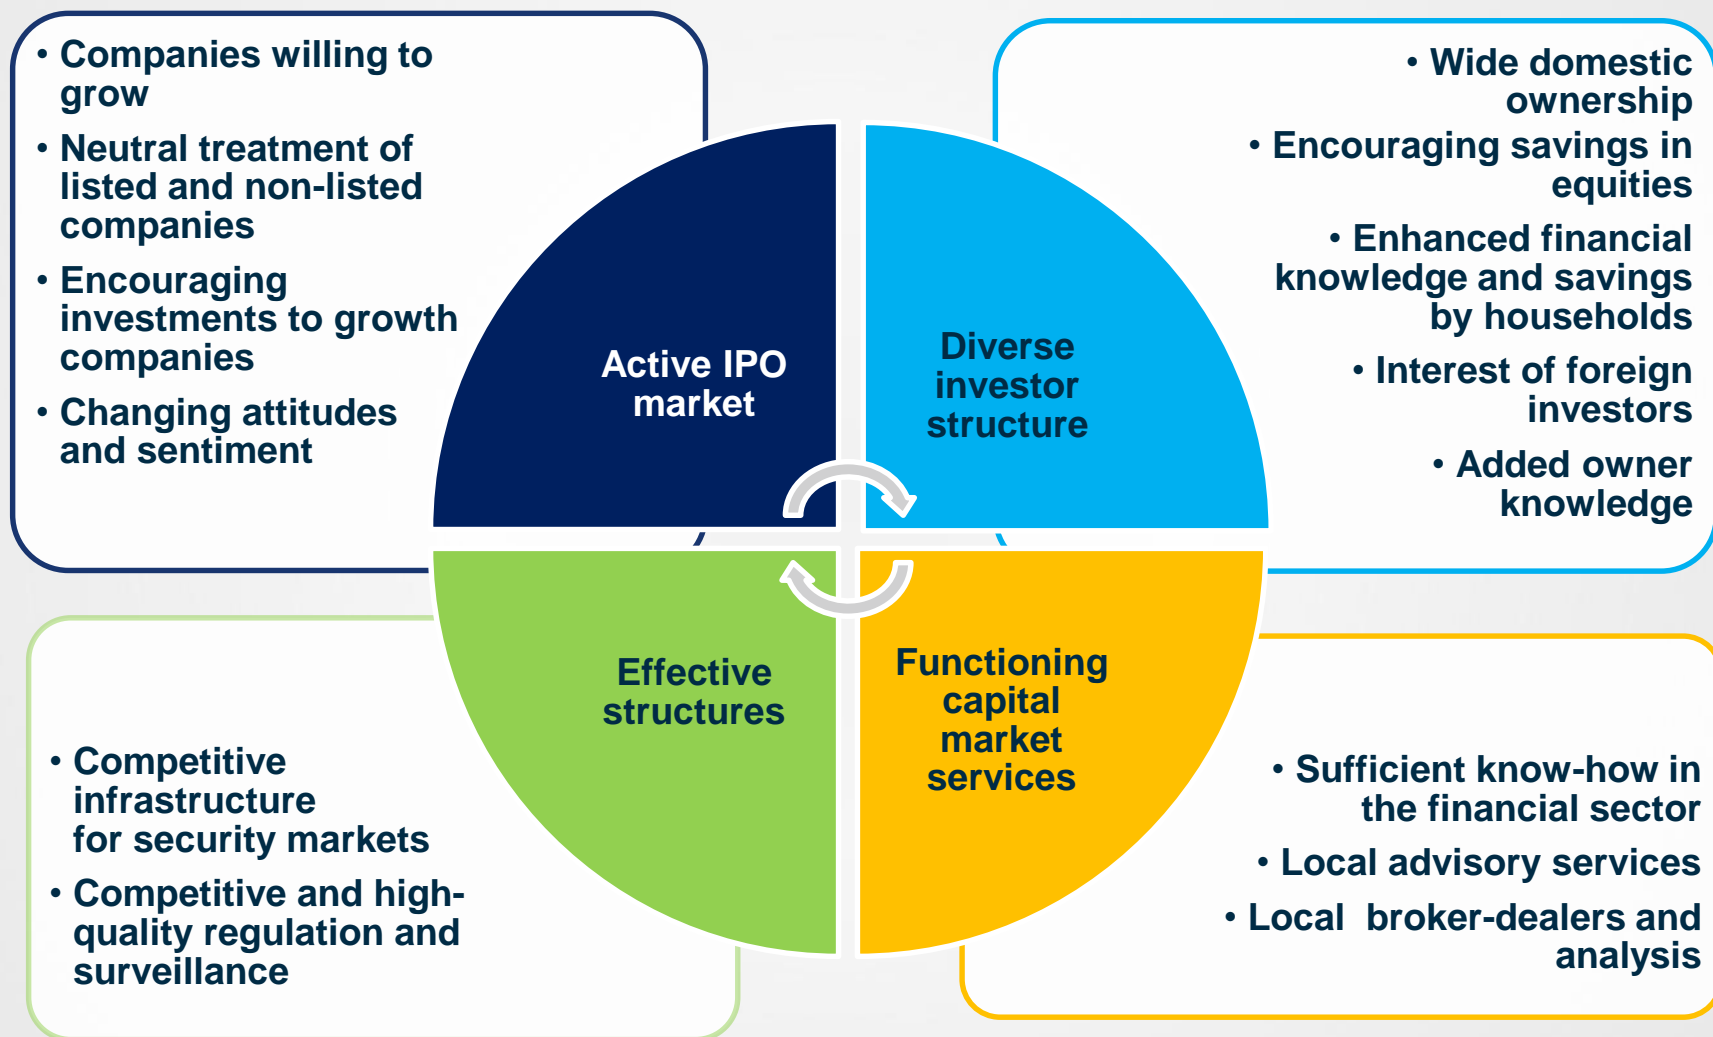 • Companies willing to
grow
• Neutral treatment of
listed and non-listed
companies
• Encouraging
investments to growth
companies
• Changing attitudes
and sentiment
• Wide domestic
ownership
• Encouraging savings in
equities
• Enhanced financial
knowledge and savings
by households
• Interest of foreign
investors
• Added owner
knowledge
Active IPO
market
Diverse
investor
structure
Effective
structures
Functioning
capital
market
services
• Competitive
infrastructure
for security markets
• Competitive and high-
quality regulation and
surveillance
• Sufficient know-how in
the financial sector
• Local advisory services
• Local  broker-dealers and
analysis